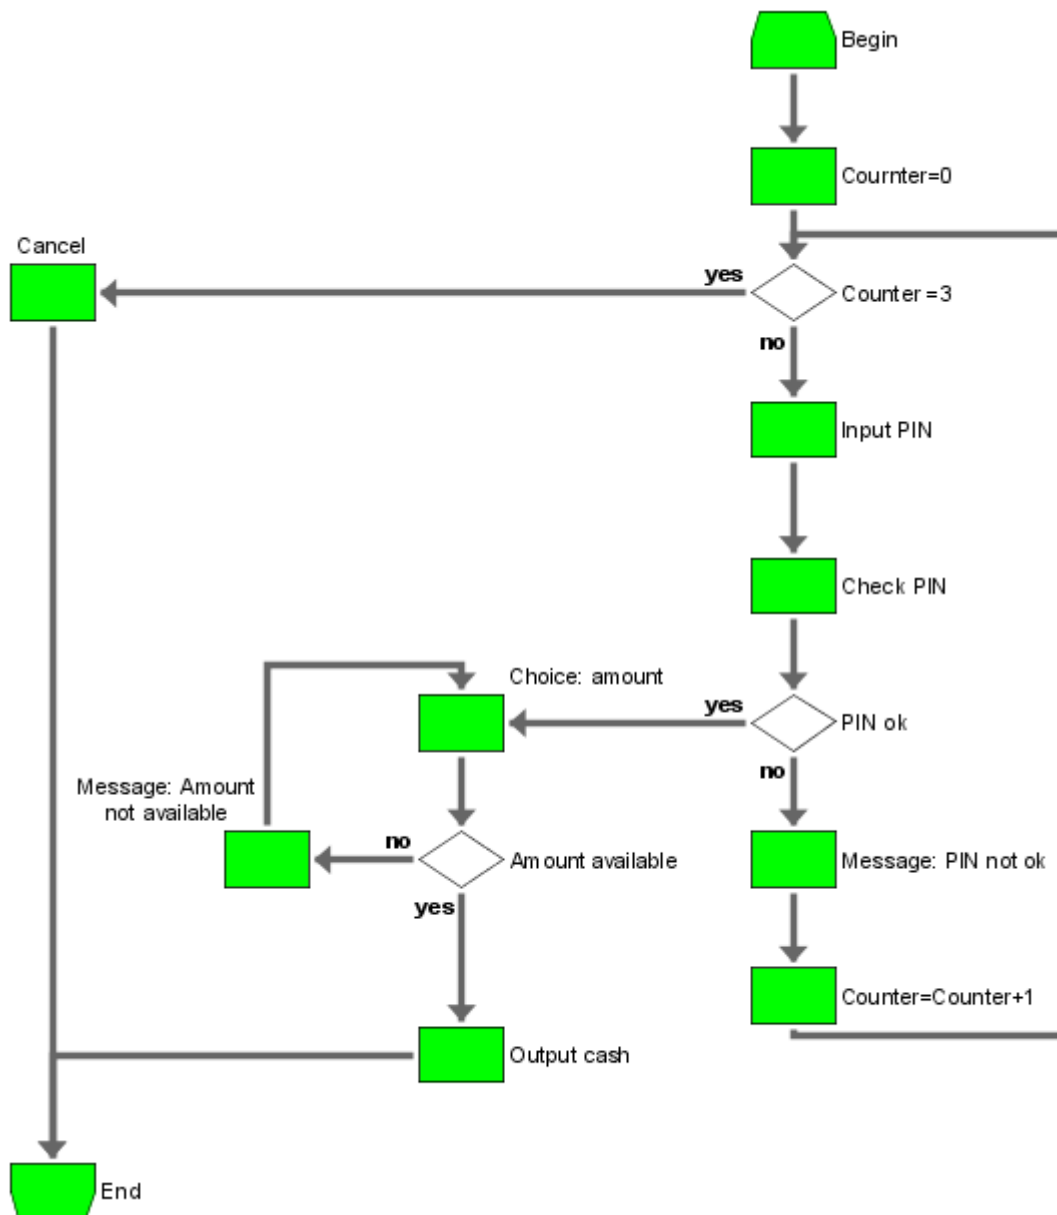 Begin
Cournter=0
Cancel
yes
Counter =3
no
Input PIN
Check PIN
Choice: amount
yes
PIN ok
no
Message: Amount
not available
no
Amount available
Message: PIN not ok
yes
Counter=Counter+1
Output cash
End